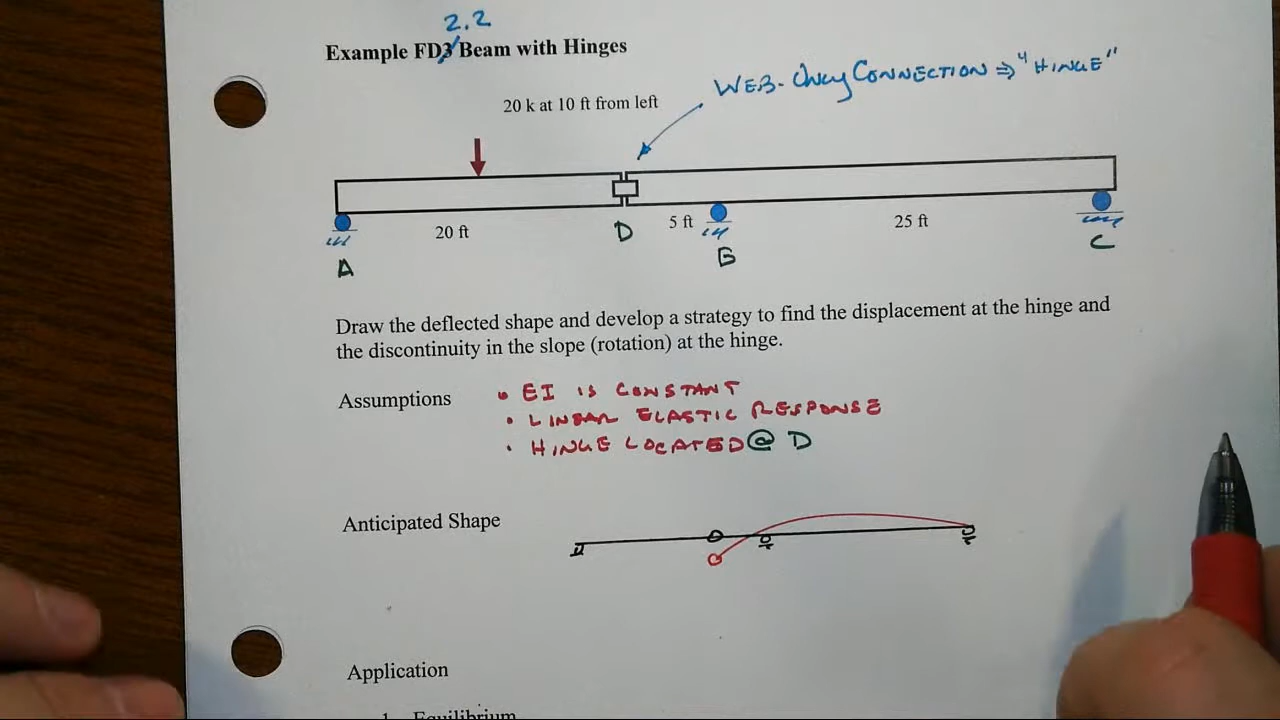 2.2
Example FD3 Beam with Hinges
WEB-Only CONNECTION ⇒ "HINGE"
20 k at 10 ft from left
20 ft
D
5 ft
25 ft
A
B
C
Draw the deflected shape and develop a strategy to find the displacement at the hinge and
the discontinuity in the slope (rotation) at the hinge.
Assumptions
• EI IS CONSTANT
• LINEAR ELASTIC RESPONSE
• HINGE LOCATED @ D
Anticipated Shape
Application
1. Equilibrium